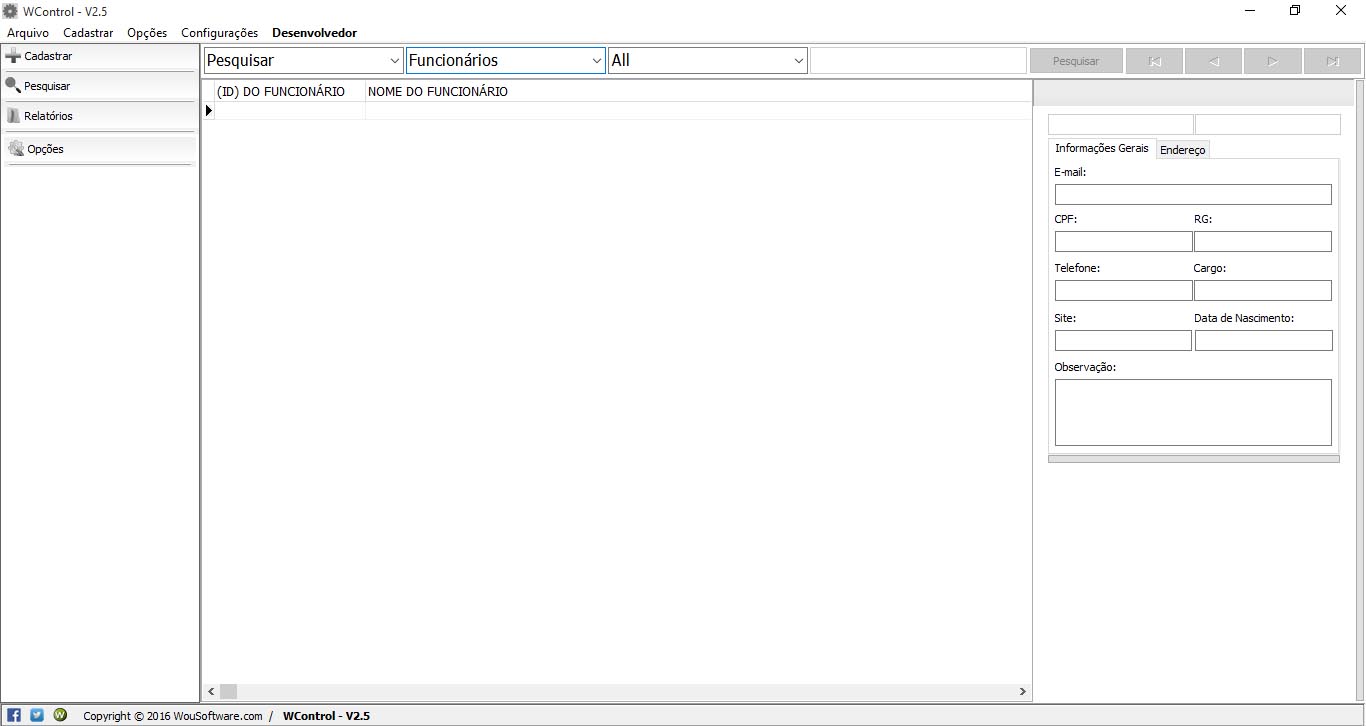 WControl - V2.5
Arquivo Cadastrar Opções Configurações Desenvolvedor
Cadastrar
Pesquisar
Relatórios
Opções
Pesquisar Funcionários All Pesquisar
(ID) DO FUNCIONÁRIO NOME DO FUNCIONÁRIO
Informações Gerais Endereço
E-mail:
CPF: RG:
Telefone: Cargo:
Site: Data de Nascimento:
Observação:
Copyright © 2016 WouSoftware.com / WControl - V2.5